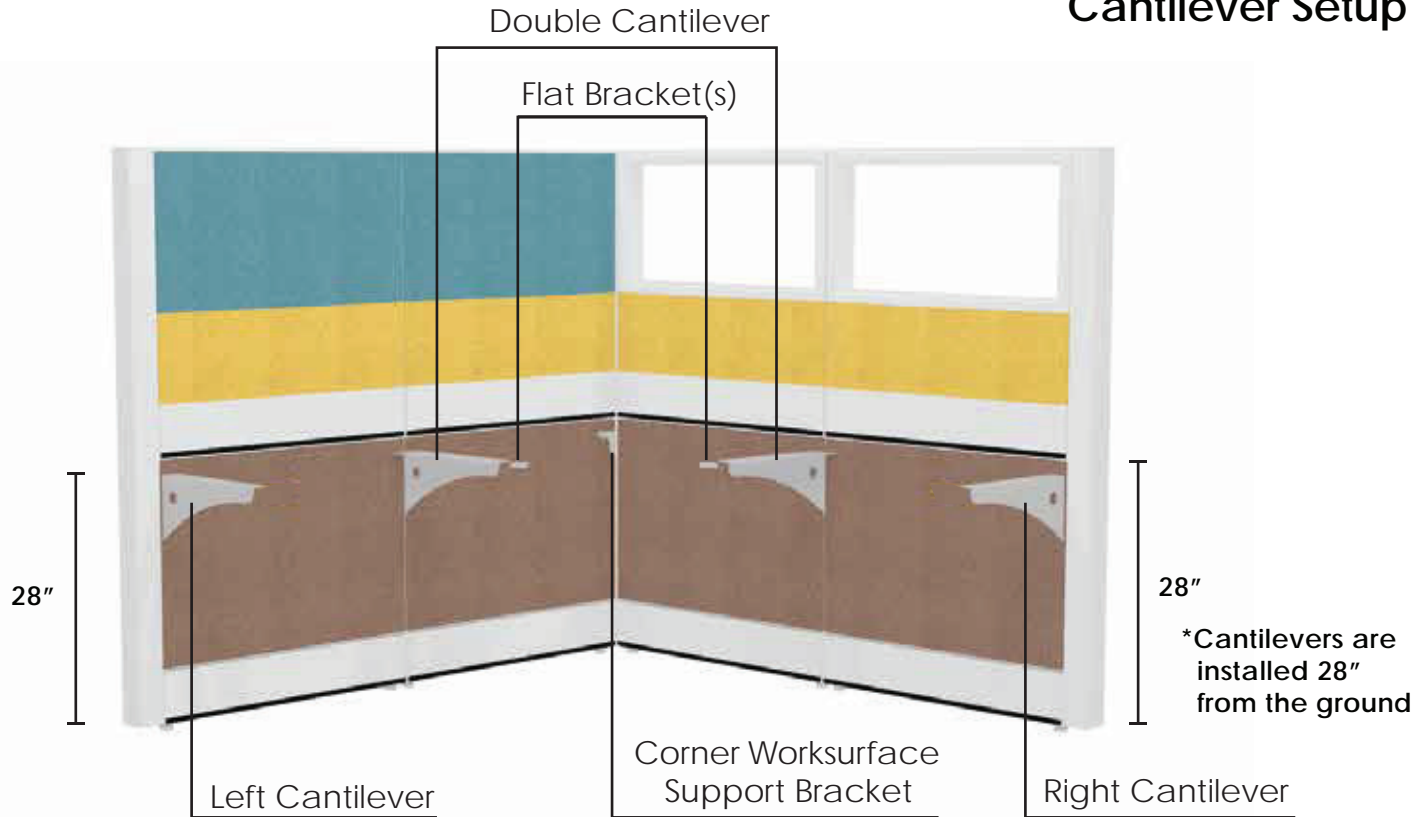 Cantilever Setup
Double Cantilever
Flat Bracket(s)
28"
28"
*Cantilevers are
installed 28"
from the ground
Corner Worksurface
Support Bracket
Left Cantilever
Right Cantilever